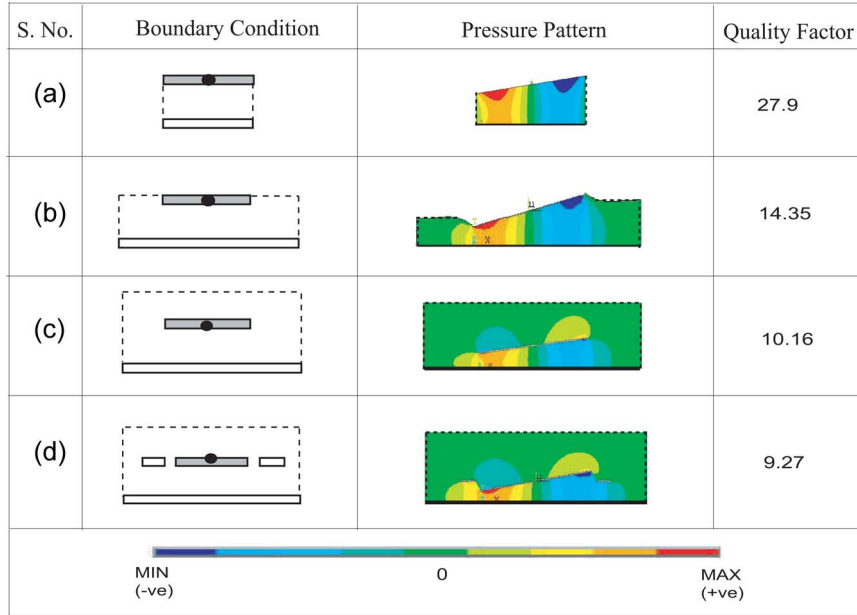 S. No. Boundary Condition Pressure Pattern Quality Factor
(a) 27.9
(b) 14.35
X
(c) 10.16
x
(d) 9.27
X
MIN 0 MAX
(-ve) (+ve)